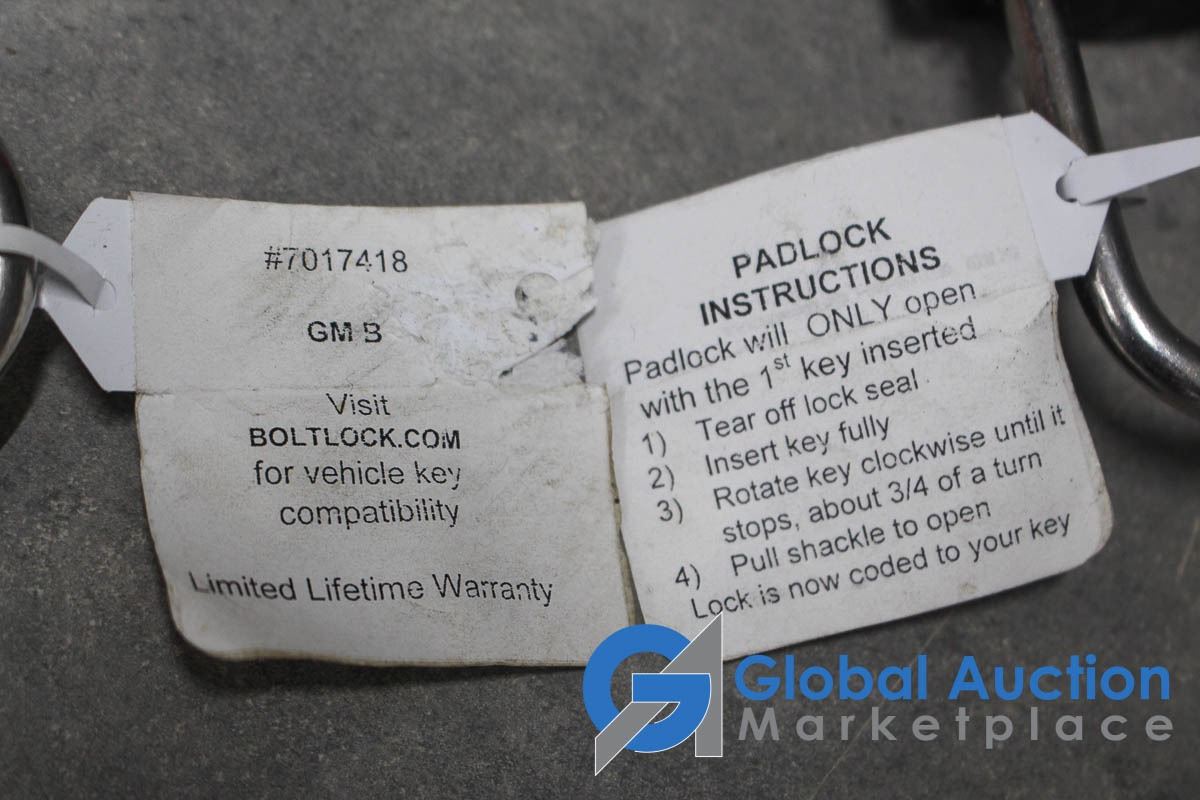 #7017418
GM B
Visit
BOLTLOCK.COM
for vehicle key
compatibility
Limited Lifetime Warranty
PADLOCK
INSTRUCTIONS
Padlock will ONLY open
with the 1st key inserted
1) Tear off lock seal
2) Insert key fully
3) Rotate key clockwise until it
stops, about 3/4 of a turn
4) Pull shackle to open
Lock is now coded to your key
GA
Global Auction
Marketplace